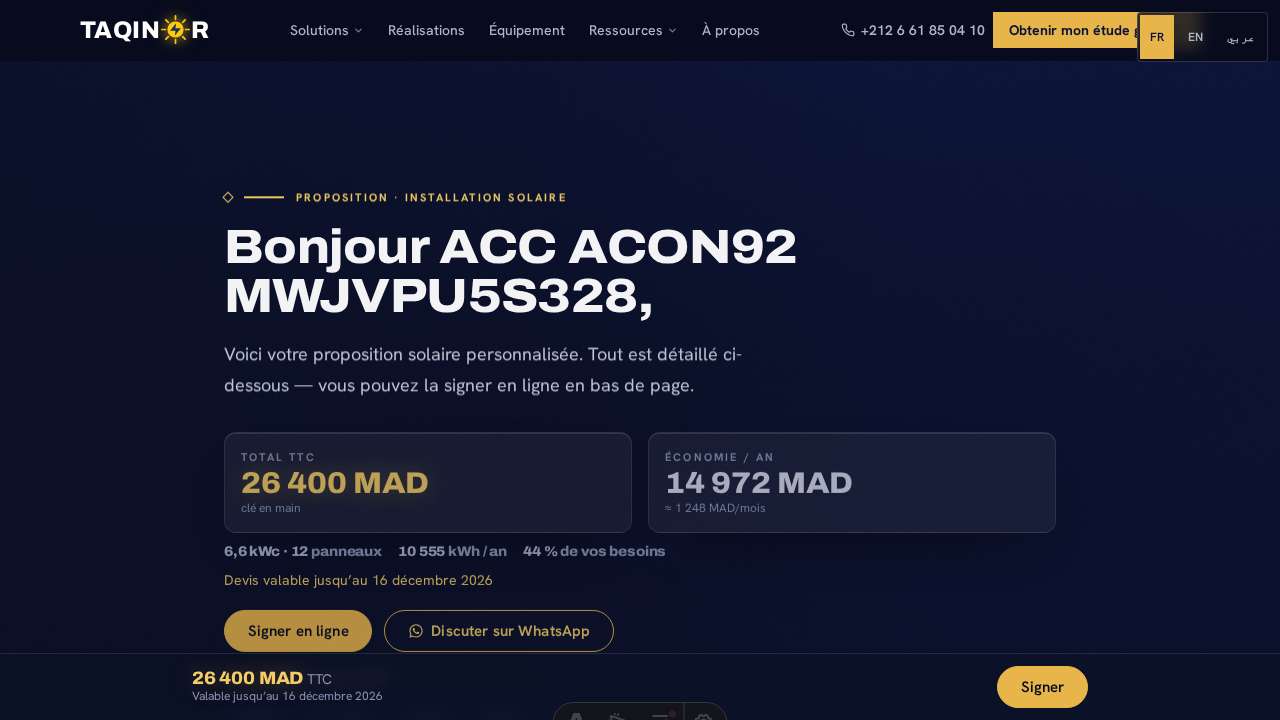 TAQINOR
Solutions
Réalisations
Équipement
Ressources
À propos
+212 6 61 85 04 10
Obtenir mon étude
FR
EN
عربي
PROPOSITION · INSTALLATION SOLAIRE
Bonjour ACC ACON92
MWJVPU5S328,
Voici votre proposition solaire personnalisée. Tout est détaillé ci-
dessous — vous pouvez la signer en ligne en bas de page.
TOTAL TTC
26 400 MAD
clé en main
ÉCONOMIE / AN
14 972 MAD
≈ 1 248 MAD/mois
6,6 kWc · 12 panneaux 10 555 kWh / an 44 % de vos besoins
Devis valable jusqu’au 16 décembre 2026
Signer en ligne
Discuter sur WhatsApp
26 400 MAD TTC
Valable jusqu’au 16 décembre 2026
Signer